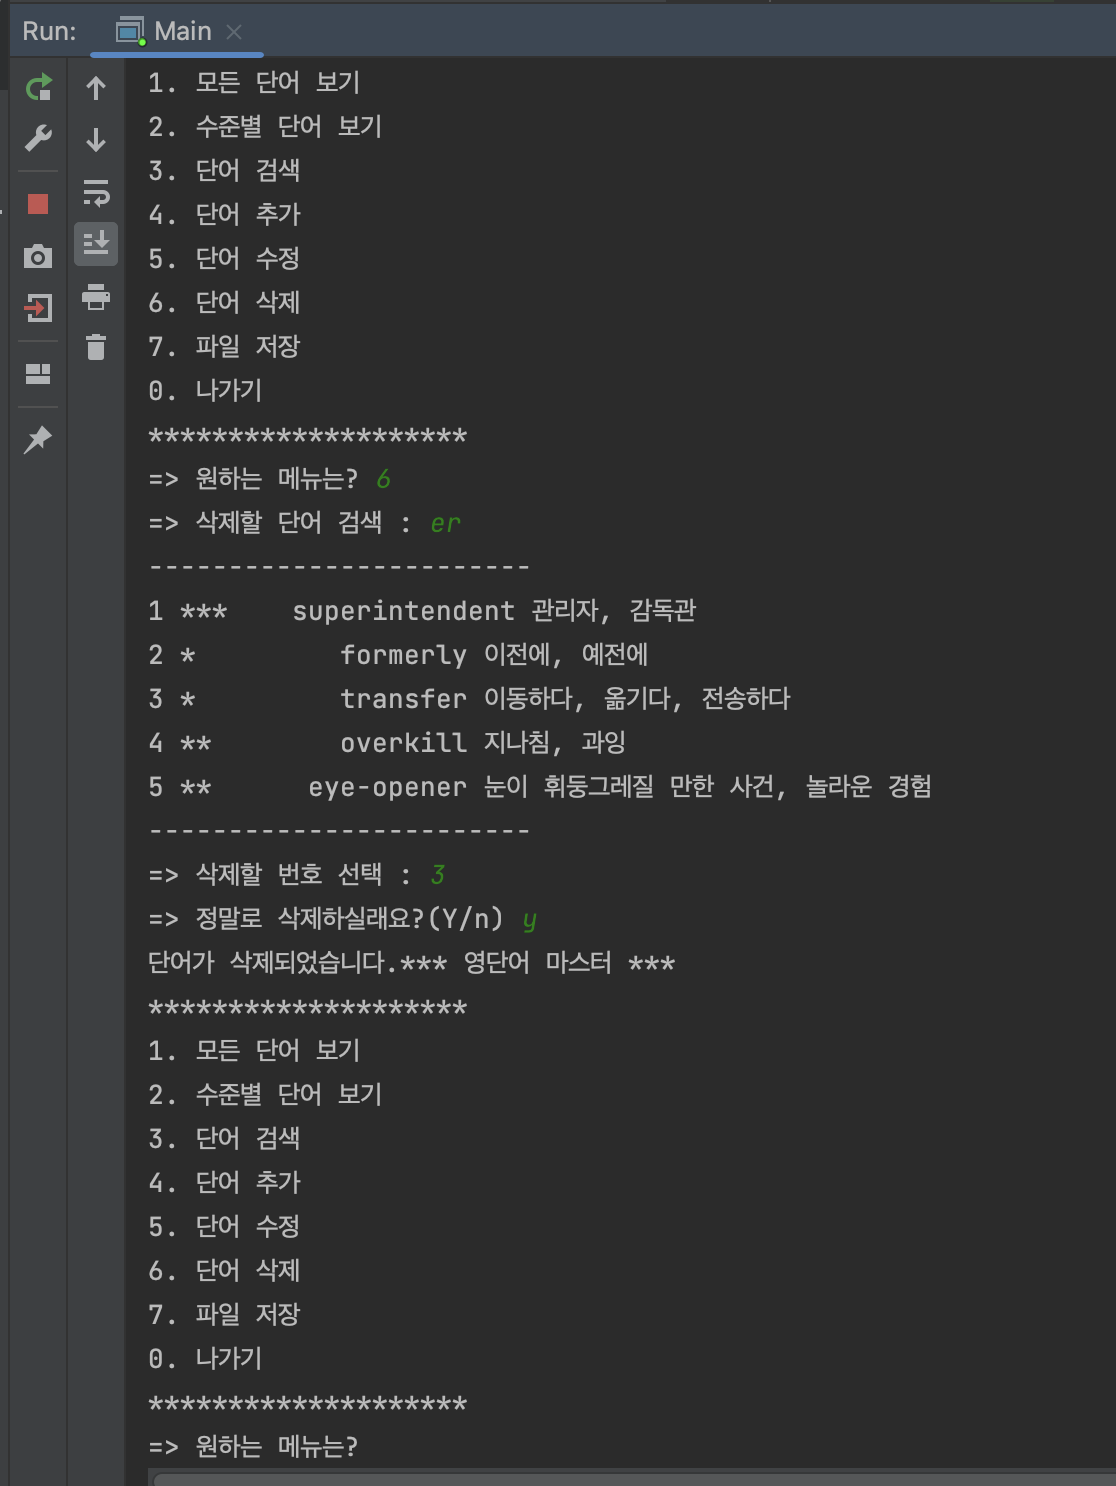 Run: Main
1. 모든 단어 보기
2. 수준별 단어 보기
3. 단어 검색
4. 단어 추가
5. 단어 수정
6. 단어 삭제
7. 파일 저장
0. 나가기
********************
=> 원하는 메뉴는? 6
=> 삭제할 단어 검색 : er
------------------------
1 ***    superintendent 관리자, 감독관
2 *         formerly 이전에, 예전에
3 *         transfer 이동하다, 옮기다, 전송하다
4 **        overkill 지나침, 과잉
5 **      eye-opener 눈이 휘둥그레질 만한 사건, 놀라운 경험
------------------------
=> 삭제할 번호 선택 : 3
=> 정말로 삭제하실래요?(Y/n) y
단어가 삭제되었습니다.*** 영단어 마스터 ***
********************
1. 모든 단어 보기
2. 수준별 단어 보기
3. 단어 검색
4. 단어 추가
5. 단어 수정
6. 단어 삭제
7. 파일 저장
0. 나가기
********************
=> 원하는 메뉴는?